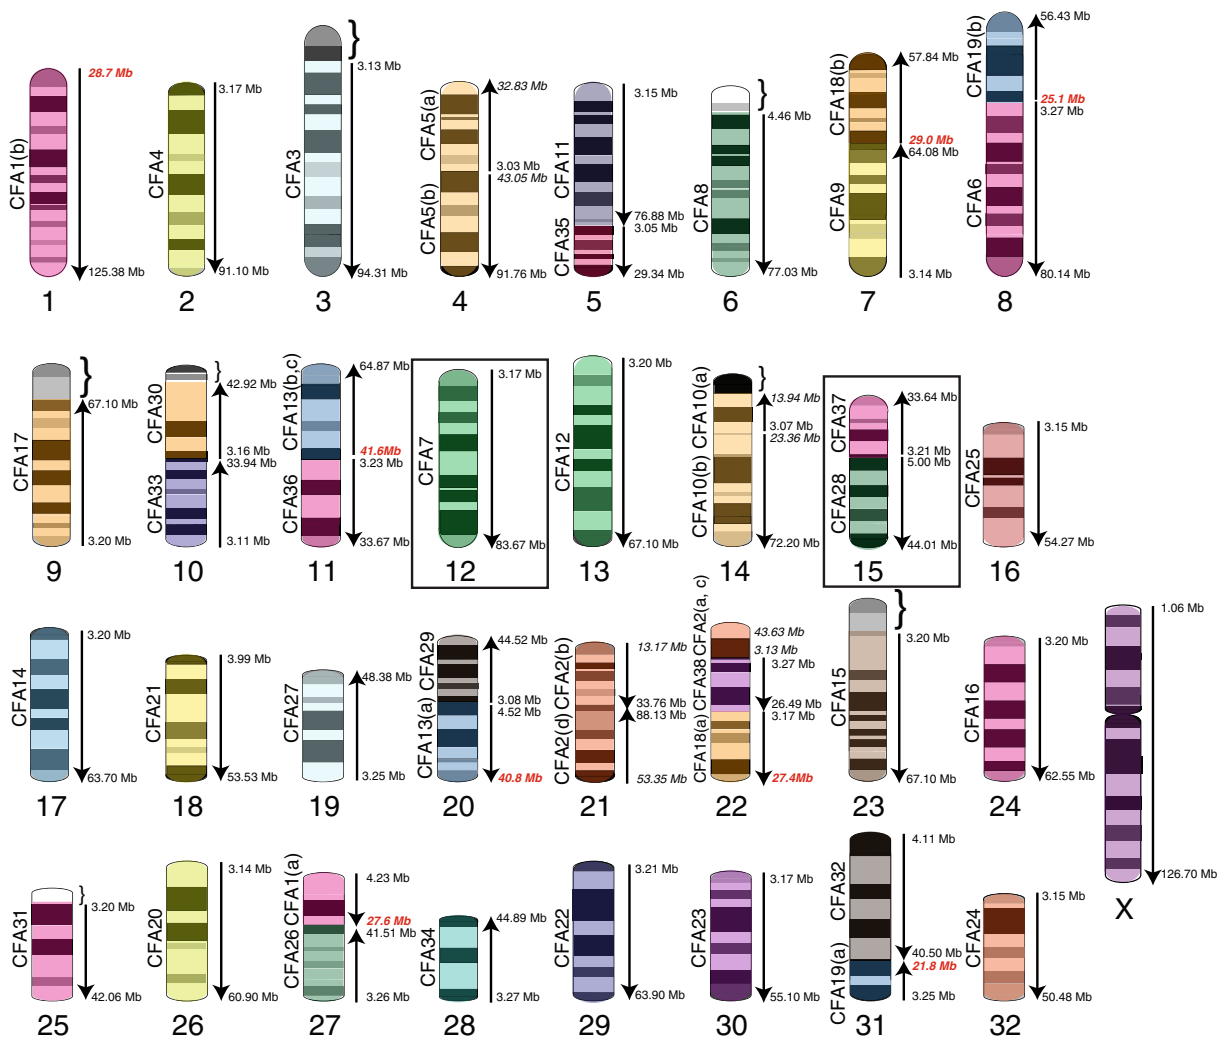 CFA1(b)
28.7 Mb
125.38 Mb
1
CFA4
3.17 Mb
91.10 Mb
2
CFA3
}
3.13 Mb
94.31 Mb
3
CFA5(a)
CFA5(b)
32.83 Mb
3.03 Mb
43.05 Mb
91.76 Mb
4
CFA11
CFA35
3.15 Mb
76.88 Mb
3.05 Mb
29.34 Mb
5
CFA8
}
4.46 Mb
77.03 Mb
6
CFA18(b)
CFA9
57.84 Mb
29.0 Mb
64.08 Mb
3.14 Mb
7
CFA19(b)
CFA6
56.43 Mb
25.1 Mb
3.27 Mb
80.14 Mb
8
CFA17
}
67.10 Mb
3.20 Mb
9
CFA30
CFA33
}
42.92 Mb
3.16 Mb
33.94 Mb
3.11 Mb
10
CFA13(b,c)
CFA36
64.87 Mb
41.6Mb
3.23 Mb
33.67 Mb
11
CFA7
3.17 Mb
83.67 Mb
12
CFA12
3.20 Mb
67.10 Mb
13
CFA10(a)
CFA10(b)
}
13.94 Mb
3.07 Mb
23.36 Mb
72.20 Mb
14
CFA37
CFA28
33.64 Mb
3.21 Mb
5.00 Mb
44.01 Mb
15
CFA25
3.15 Mb
54.27 Mb
16
CFA14
3.20 Mb
63.70 Mb
17
CFA21
3.99 Mb
53.53 Mb
18
CFA27
48.38 Mb
3.25 Mb
19
CFA29
CFA13(a)
44.52 Mb
3.08 Mb
4.52 Mb
40.8 Mb
20
CFA2(b)
CFA2(d)
13.17 Mb
33.76 Mb
88.13 Mb
53.35 Mb
21
CFA2(a, c)
CFA38
CFA18(a)
43.63 Mb
3.13 Mb
3.27 Mb
26.49 Mb
3.17 Mb
27.4Mb
22
CFA15
}
3.20 Mb
67.10 Mb
23
CFA16
3.20 Mb
62.55 Mb
24
1.06 Mb
126.70 Mb
X
CFA31
}
3.20 Mb
42.06 Mb
25
CFA20
3.14 Mb
60.90 Mb
26
CFA1(a)
CFA26
4.23 Mb
27.6 Mb
41.51 Mb
3.26 Mb
27
CFA34
44.89 Mb
3.27 Mb
28
CFA22
3.21 Mb
63.90 Mb
29
CFA23
3.17 Mb
55.10 Mb
30
CFA32
CFA19(a)
4.11 Mb
40.50 Mb
21.8 Mb
3.25 Mb
31
CFA24
3.15 Mb
50.48 Mb
32